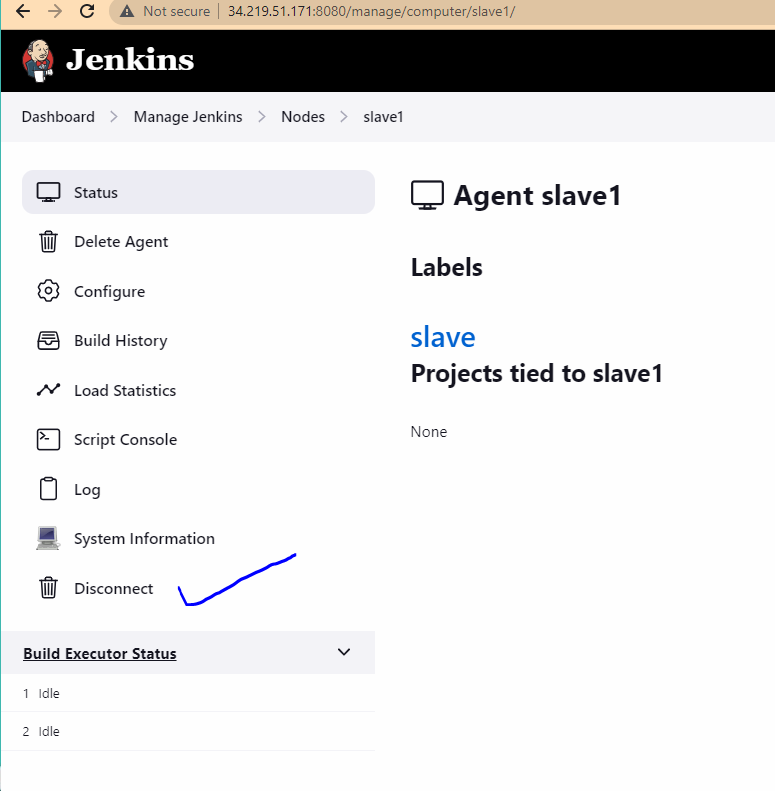 Not secure | 34.219.51.171:8080/manage/computer/slave1/
Jenkins
Dashboard > Manage Jenkins > Nodes > slave1
Status
Delete Agent
Configure
Build History
Load Statistics
Script Console
Log
System Information
Disconnect
Build Executor Status
1 Idle
2 Idle
Agent slave1
Labels
slave
Projects tied to slave1
None